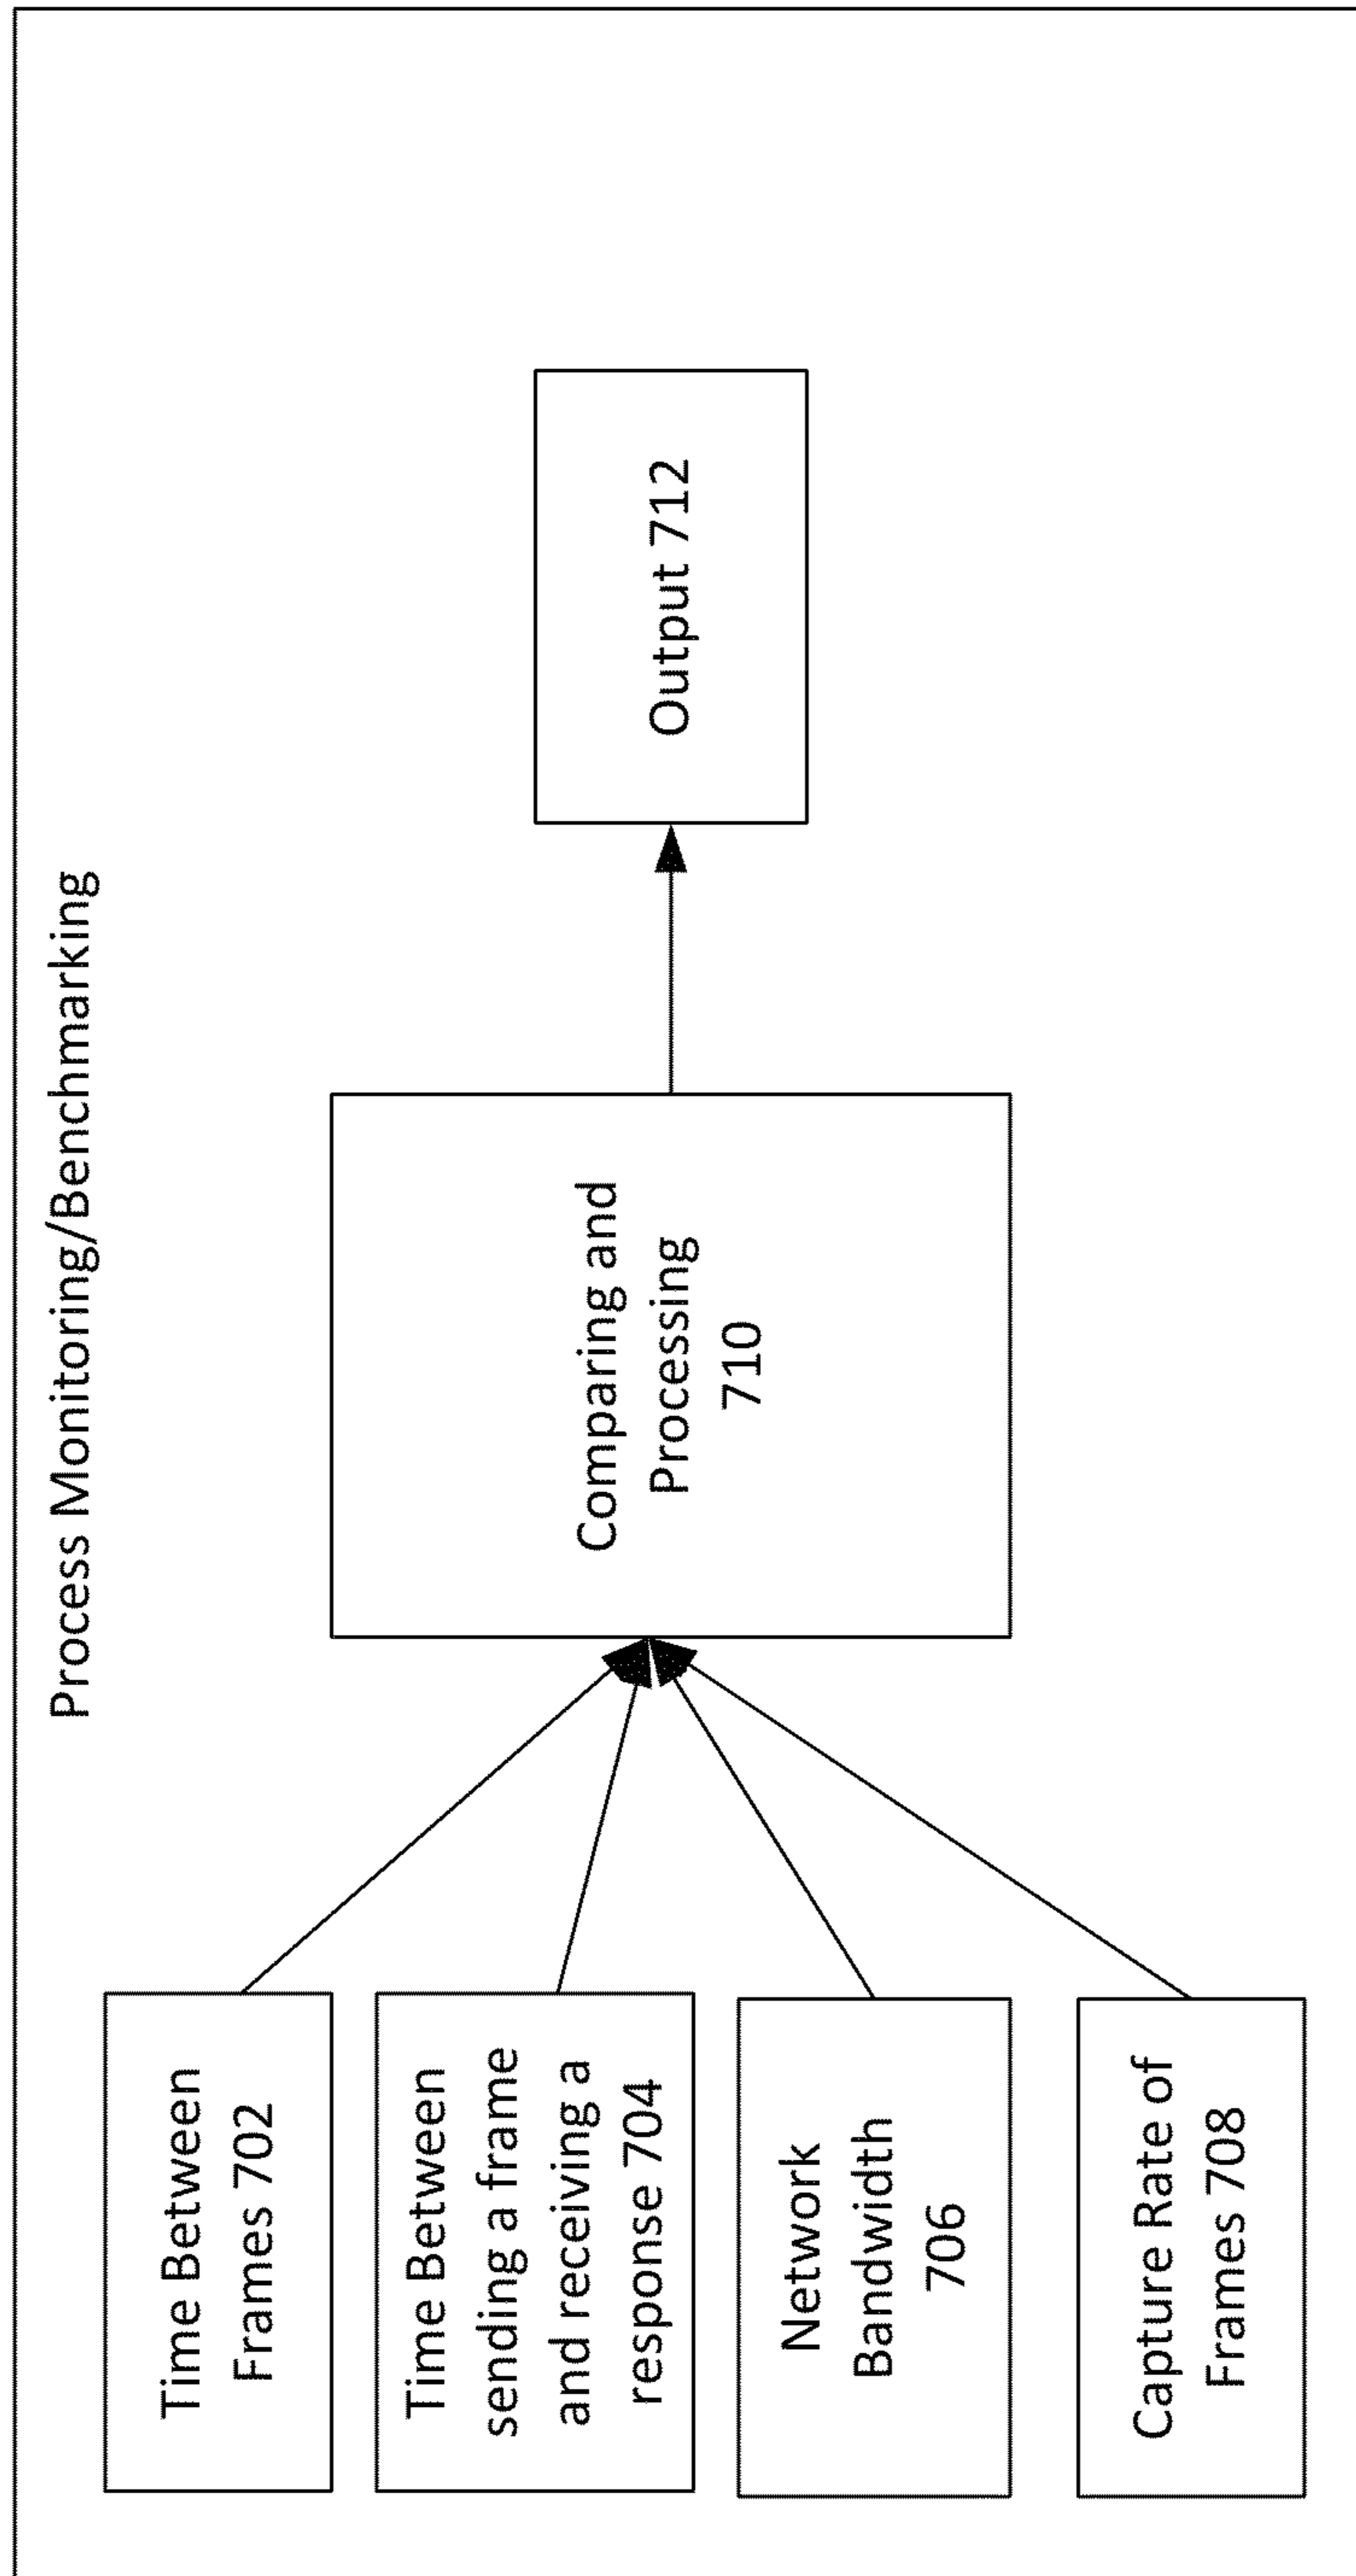 Process Monitoring/Benchmarking
Time Between
Frames 702
Time Between
sending a frame
and receiving a
response 704
Network
Bandwidth
706
Capture Rate of
Frames 708
Comparing and
Processing
710
Output 712